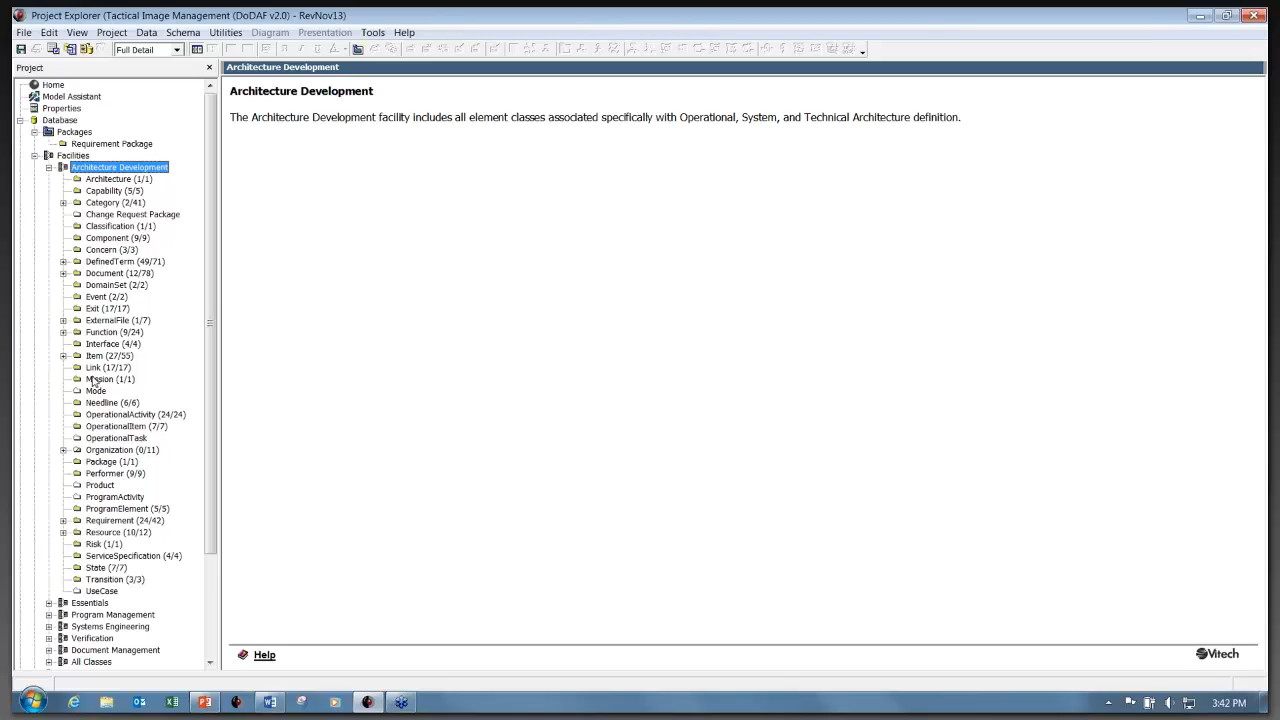 Project Explorer (Tactical Image Management (DoDAF v2.0) - RevNov13)
File Edit View Project Data Schema Utilities Diagram Presentation Tools Help
Full Detail
Project
Architecture Development
Home
Model Assistant
Properties
Database
Packages
Requirement Package
Facilities
Architecture Development
Architecture (1/1)
Capability (5/5)
Category (2/41)
Change Request Package
Classification (1/1)
Component (9/9)
Concern (3/3)
DefinedTerm (49/71)
Document (12/78)
DomainSet (2/2)
Event (2/2)
Exit (17/17)
ExternalFile (1/7)
Function (9/24)
Interface (4/4)
Item (27/55)
Link (17/17)
Mission (1/1)
Mode
Needline (6/6)
OperationalActivity (24/24)
OperationalItem (7/7)
OperationalTask
Organization (0/11)
Package (1/1)
Performer (9/9)
Product
ProgramActivity
ProgramElement (5/5)
Requirement (24/42)
Resource (10/12)
Risk (1/1)
ServiceSpecification (4/4)
State (7/7)
Transition (3/3)
UseCase
Essentials
Program Management
Systems Engineering
Verification
Document Management
All Classes
Architecture Development
The Architecture Development facility includes all element classes associated specifically with Operational, System, and Technical Architecture definition.
Help
Vitech
3:42 PM